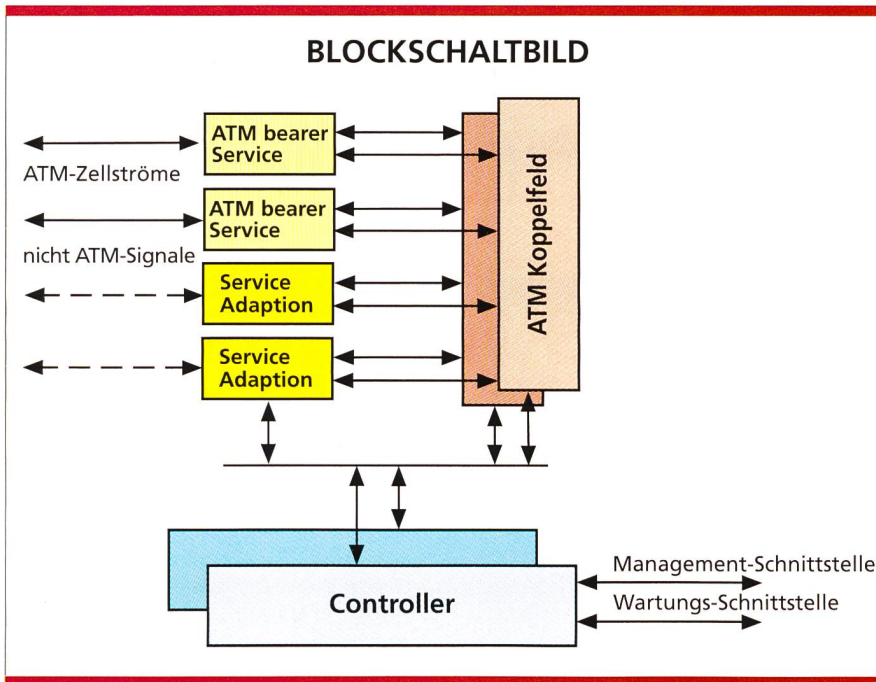 BLOCKSCHALTBILD
ATM bearer
Service
ATM-Zellströme
ATM bearer
Service
nicht ATM-Signale
Service
Adaption
Service
Adaption
ATM Koppelfeld
Management-Schnittstelle
Controller
Wartungs-Schnittstelle